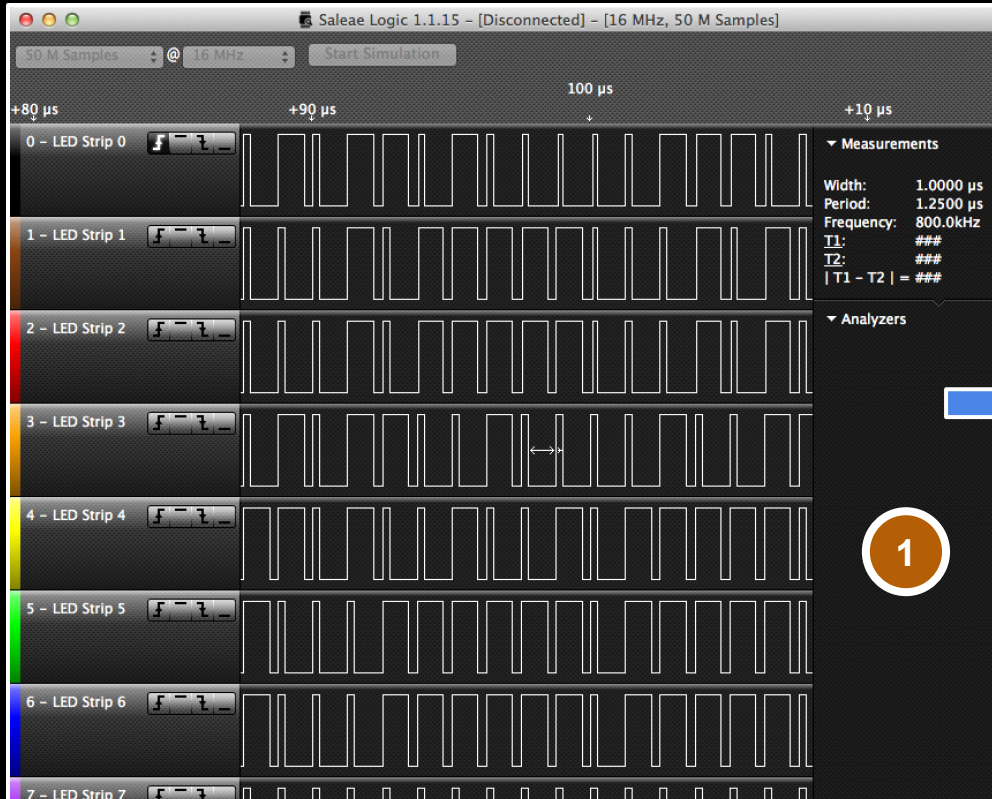 Saleae Logic 1.1.15 – [Disconnected] – [16 MHz, 50 M Samples]
50 M Samples @ 16 MHz Start Simulation
100 µs
+80 µs +90 µs +10 µs
0 – LED Strip 0
▼ Measurements
Width: 1.0000 µs
Period: 1.2500 µs
Frequency: 800.0kHz
T1: ###
T2: ###
| T1 – T2 | = ###
▼ Analyzers
1 – LED Strip 1
2 – LED Strip 2
3 – LED Strip 3
4 – LED Strip 4
5 – LED Strip 5
6 – LED Strip 6
7 – LED Strip 7
1